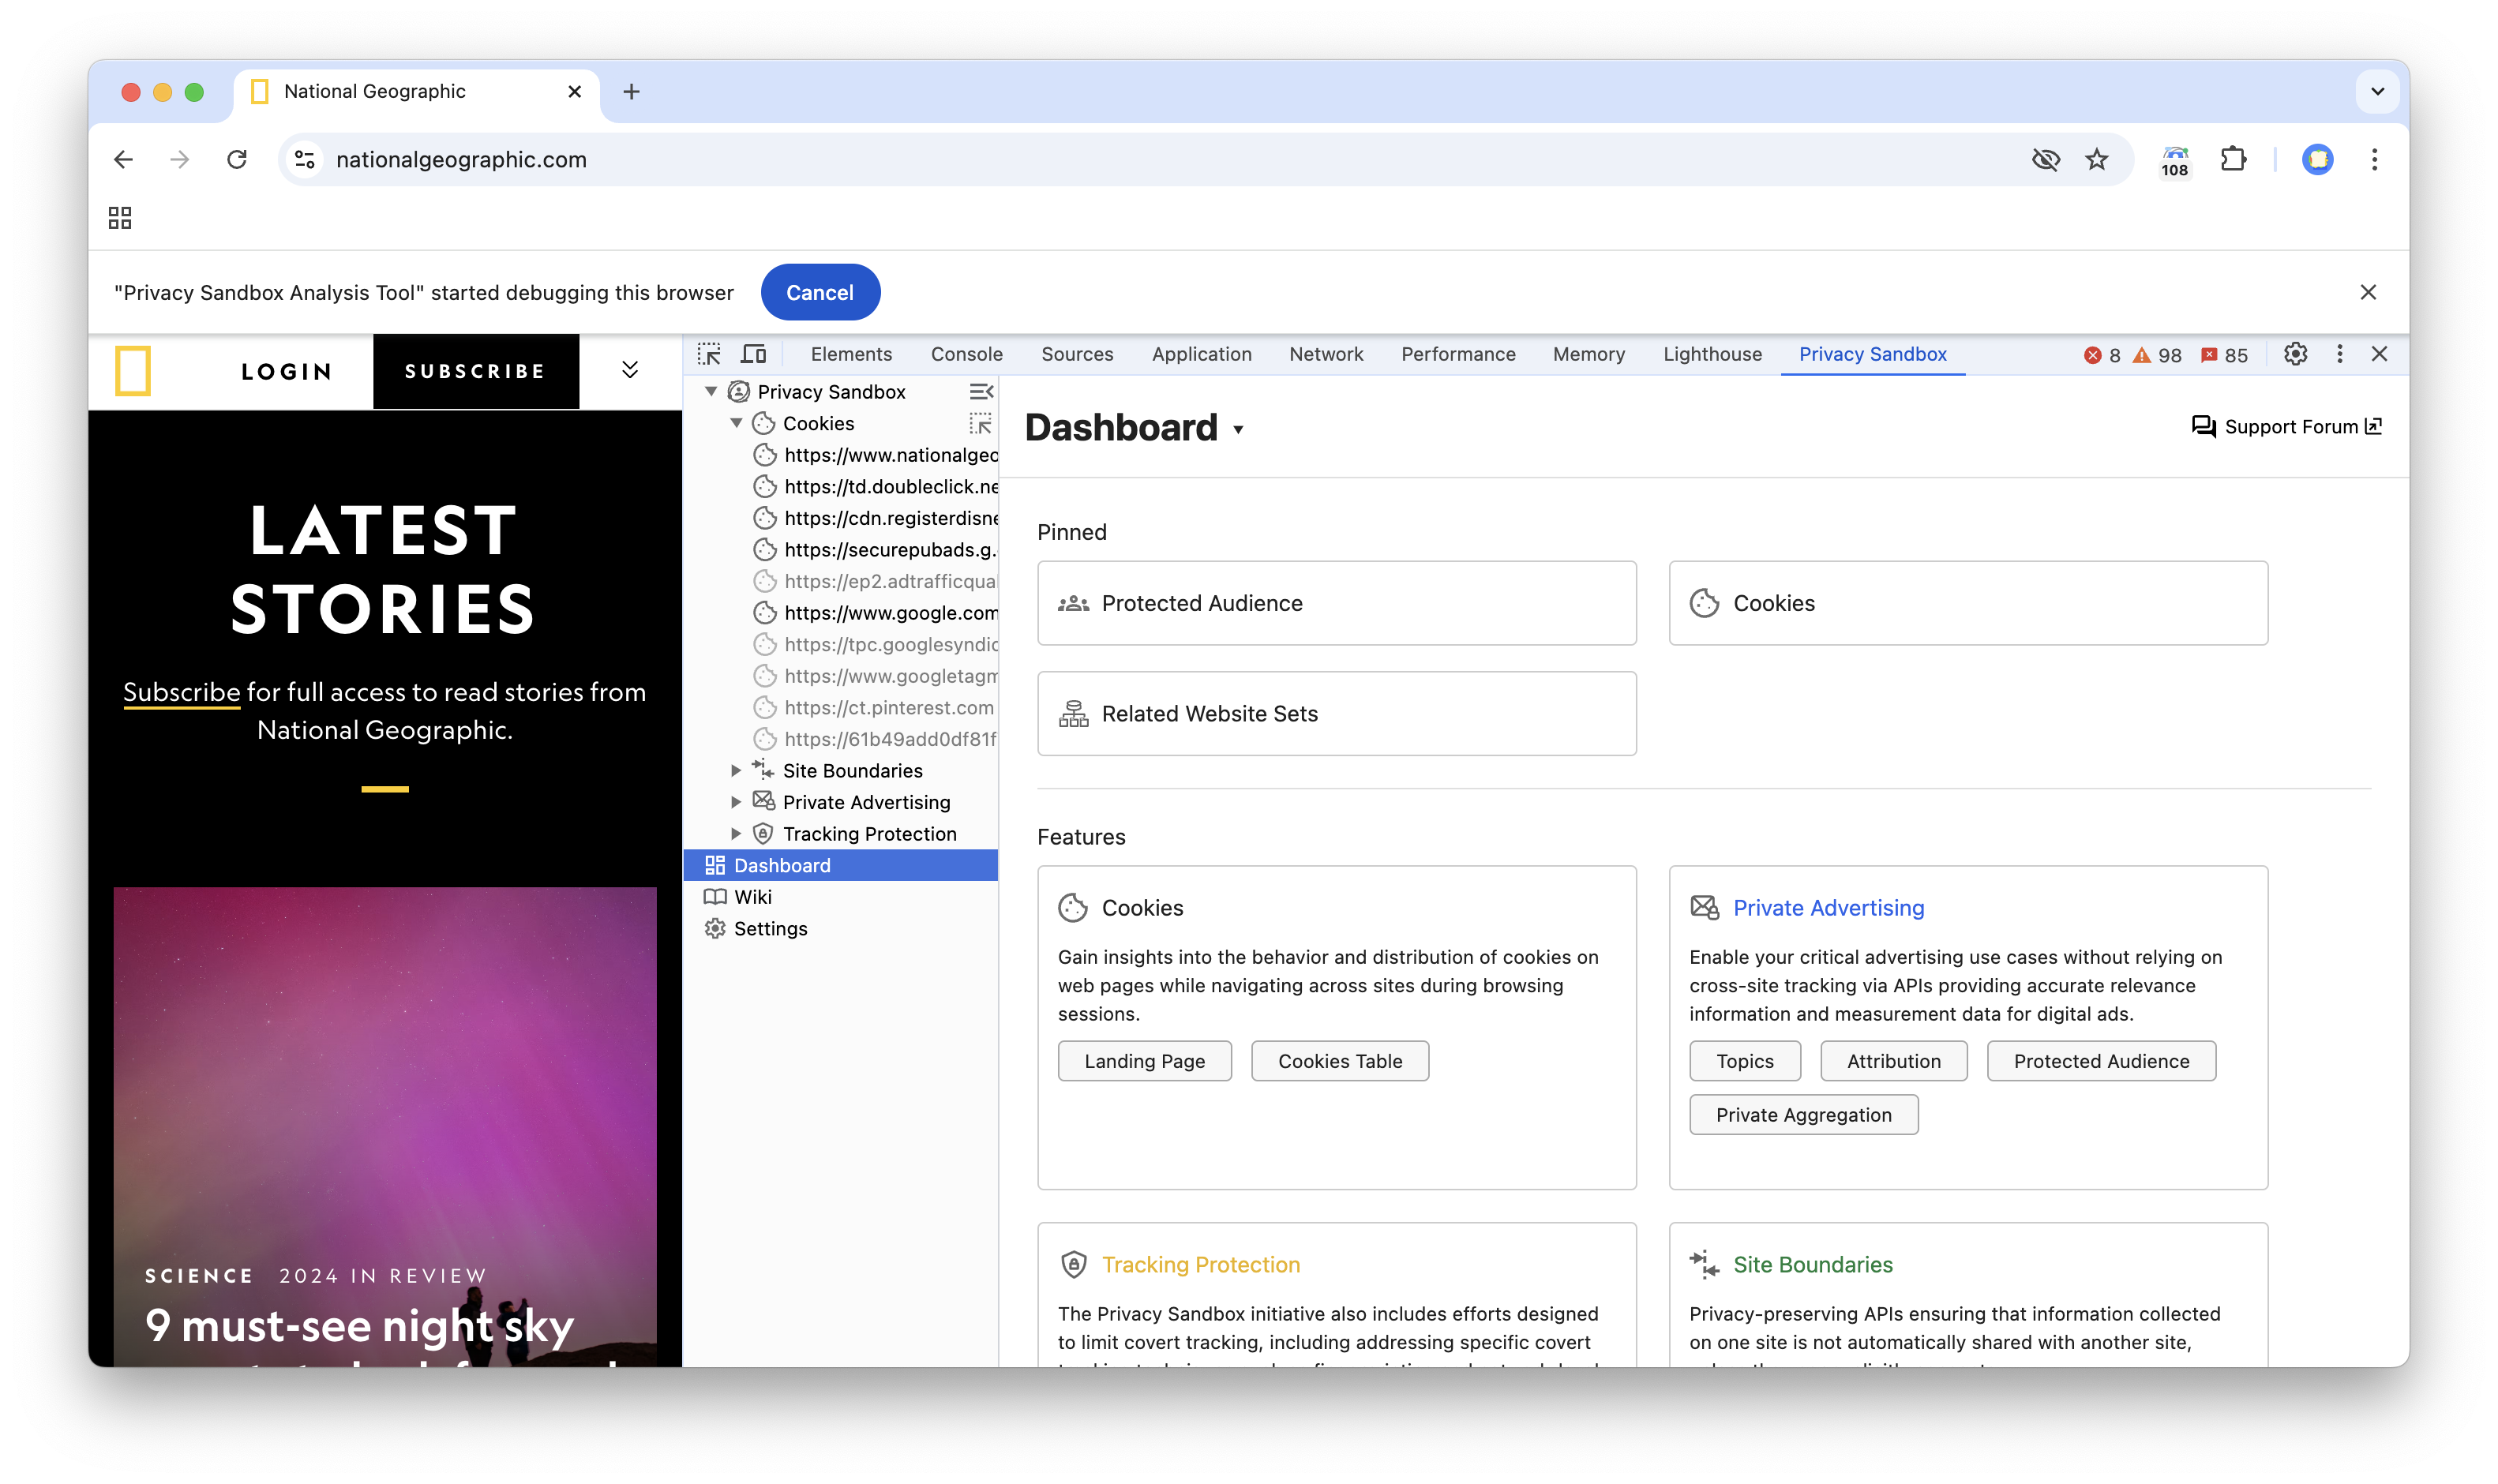 National Geographic
nationalgeographic.com
108
"Privacy Sandbox Analysis Tool" started debugging this browser
Cancel
LOGIN
SUBSCRIBE
Elements
Console
Sources
Application
Network
Performance
Memory
Lighthouse
Privacy Sandbox
8
98
85
LATEST
STORIES
Subscribe for full access to read stories from
National Geographic.
SCIENCE 2024 IN REVIEW
9 must-see night sky
Privacy Sandbox
Cookies
https://www.nationalgeo
https://td.doubleclick.ne
https://cdn.registerdisne
https://securepubads.g.
https://ep2.adtrafficqual
https://www.google.com
https://tpc.googlesyndic
https://www.googletagm
https://ct.pinterest.com
https://61b49add0df81f
Site Boundaries
Private Advertising
Tracking Protection
Dashboard
Wiki
Settings
Dashboard
Support Forum
Pinned
Protected Audience
Cookies
Related Website Sets
Features
Cookies
Gain insights into the behavior and distribution of cookies on
web pages while navigating across sites during browsing
sessions.
Landing Page
Cookies Table
Private Advertising
Enable your critical advertising use cases without relying on
cross-site tracking via APIs providing accurate relevance
information and measurement data for digital ads.
Topics
Attribution
Protected Audience
Private Aggregation
Tracking Protection
The Privacy Sandbox initiative also includes efforts designed
to limit covert tracking, including addressing specific covert
Site Boundaries
Privacy-preserving APIs ensuring that information collected
on one site is not automatically shared with another site,